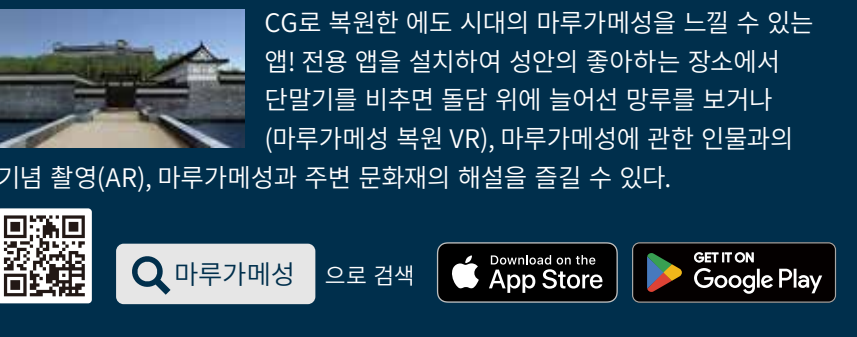 CG로 복원한 에도 시대의 마루가메성을 느낄 수 있는
앱! 전용 앱을 설치하여 성안의 좋아하는 장소에서
단말기를 비추면 돌담 위에 늘어선 망루를 보거나
(마루가메성 복원 VR), 마루가메성에 관한 인물과의
기념 촬영(AR), 마루가메성과 주변 문화재의 해설을 즐길 수 있다.
마루가메성 으로 검색
Download on the
App Store
GET IT ON
Google Play